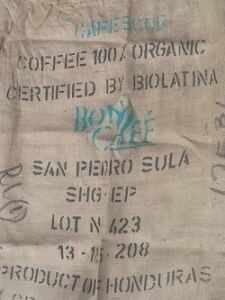 CAFESCOR
COFFEE 100% ORGANIC
CERTIFIED BY BIOLATINA
BON CAFÉ
SAN PEDRO SULA
SHG-EP
LOT N 423
13-15-208
PRODUCT OF HONDURAS